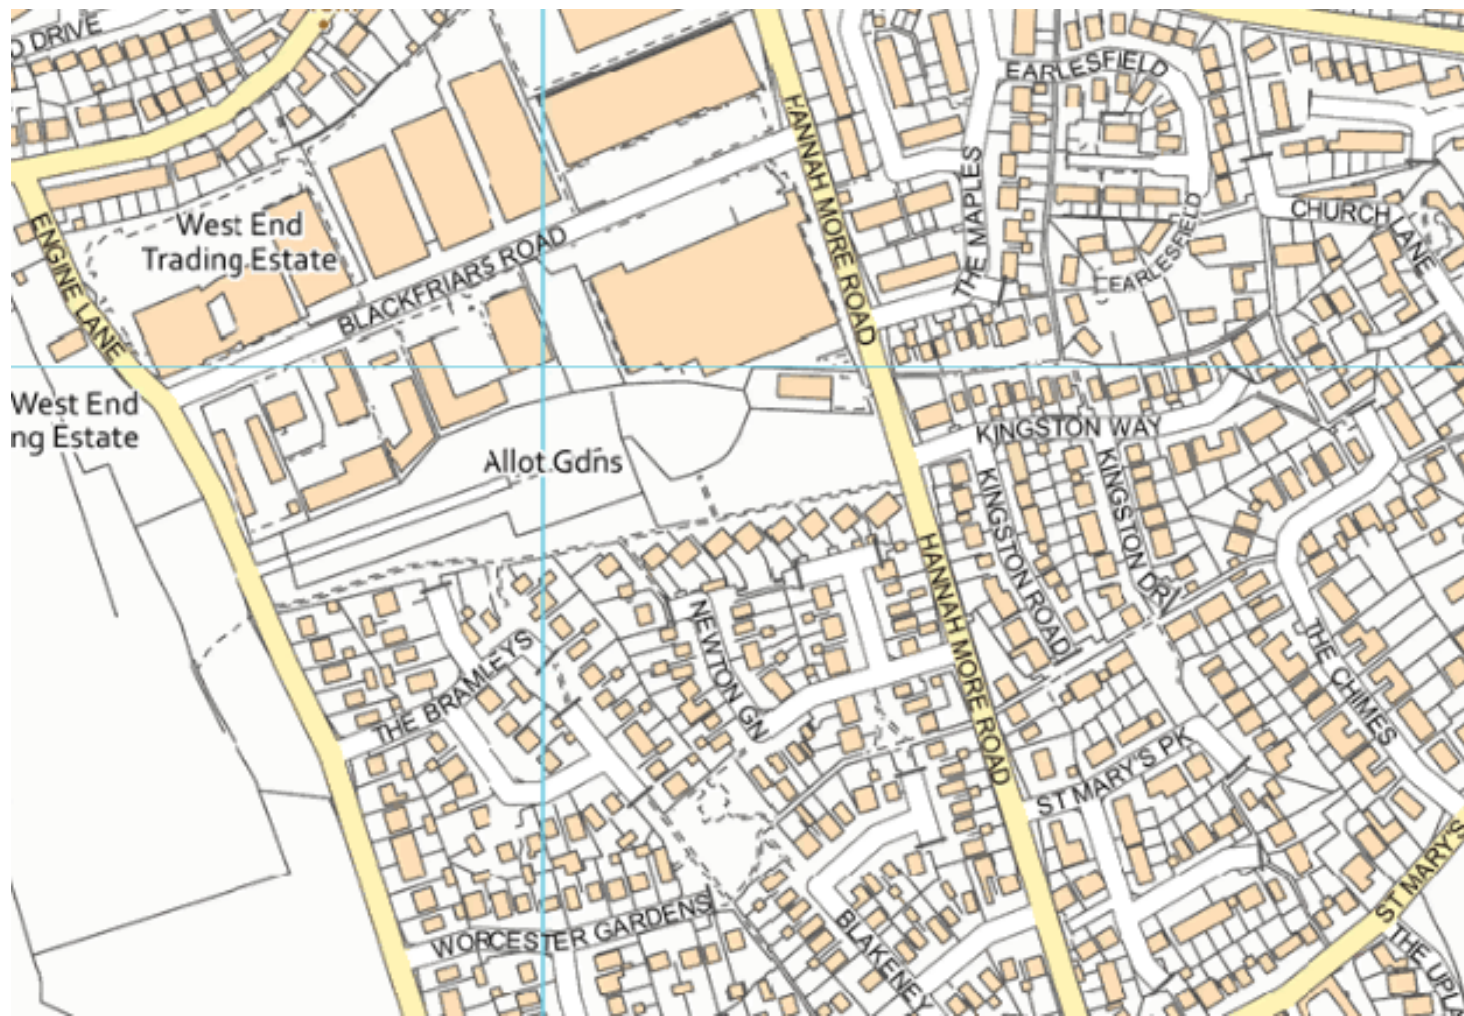 D DRIVE
EARLESFIELD
HANNAH MORE ROAD
THE MAPLES
CHURCH LANE
EARLESFIELD
EARLESFIELD
West End
Trading Estate
ENGINE LANE
BLACKFRIARS ROAD
West End
ng Estate
KINGSTON WAY
Allot Gdns
KINGSTON ROAD
KINGSTON DR
HANNAH MORE ROAD
NEWTON GN
THE BRAMLEYS
THE CHIMES
ST MARY'S PK
ST MARY'S
WORCESTER GARDENS
BLAKENEY
THE UPLA